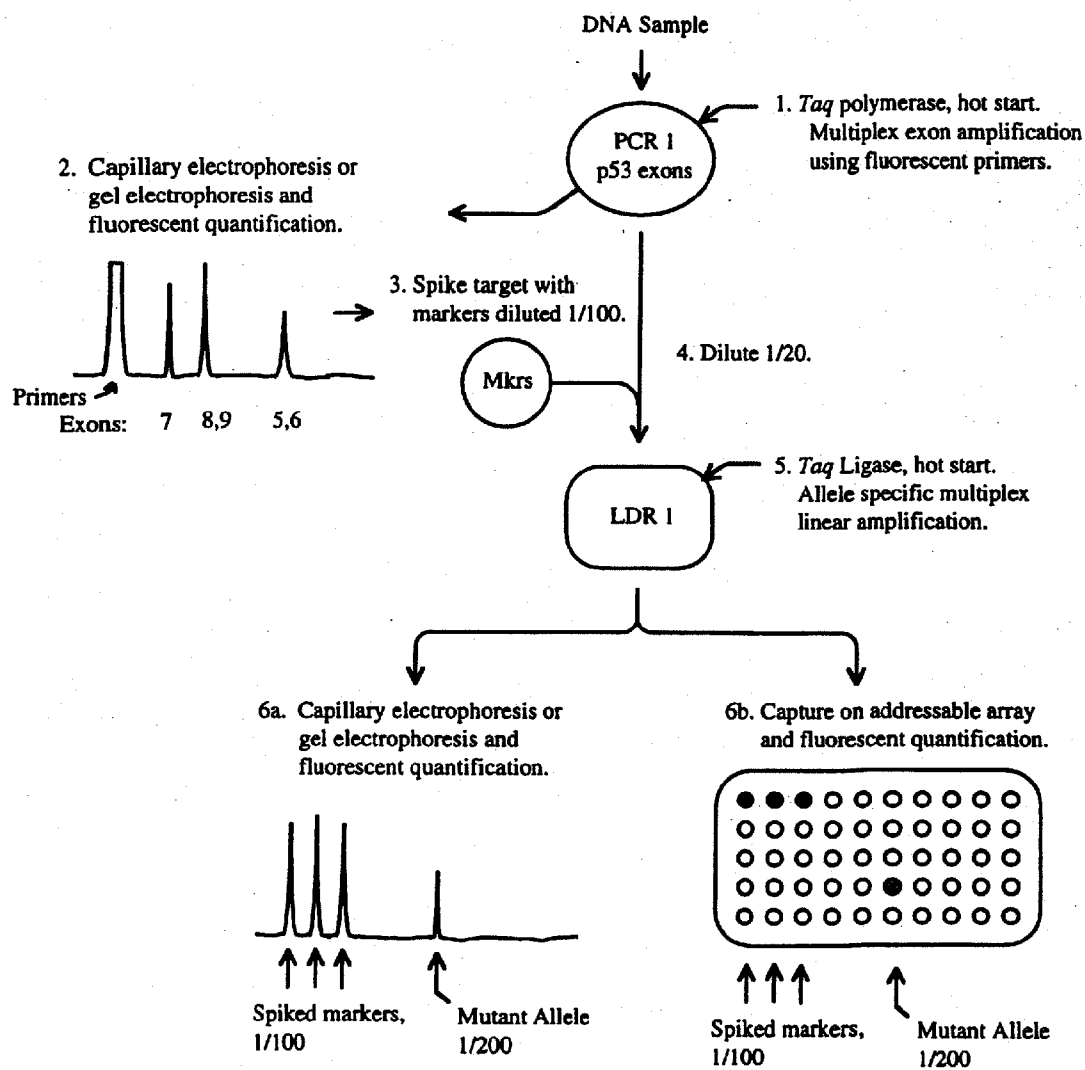 DNA Sample
PCR 1
p53 exons
1. Taq polymerase, hot start.
Multiplex exon amplification
using fluorescent primers.
2. Capillary electrophoresis or
gel electrophoresis and
fluorescent quantification.
Primers
Exons: 7 8,9 5,6
3. Spike target with
markers diluted 1/100.
Mkrs
4. Dilute 1/20.
5. Taq Ligase, hot start.
Allele specific multiplex
linear amplification.
LDR 1
6a. Capillary electrophoresis or
gel electrophoresis and
fluorescent quantification.
Spiked markers,
1/100
Mutant Allele
1/200
6b. Capture on addressable array
and fluorescent quantification.
Spiked markers,
1/100
Mutant Allele
1/200